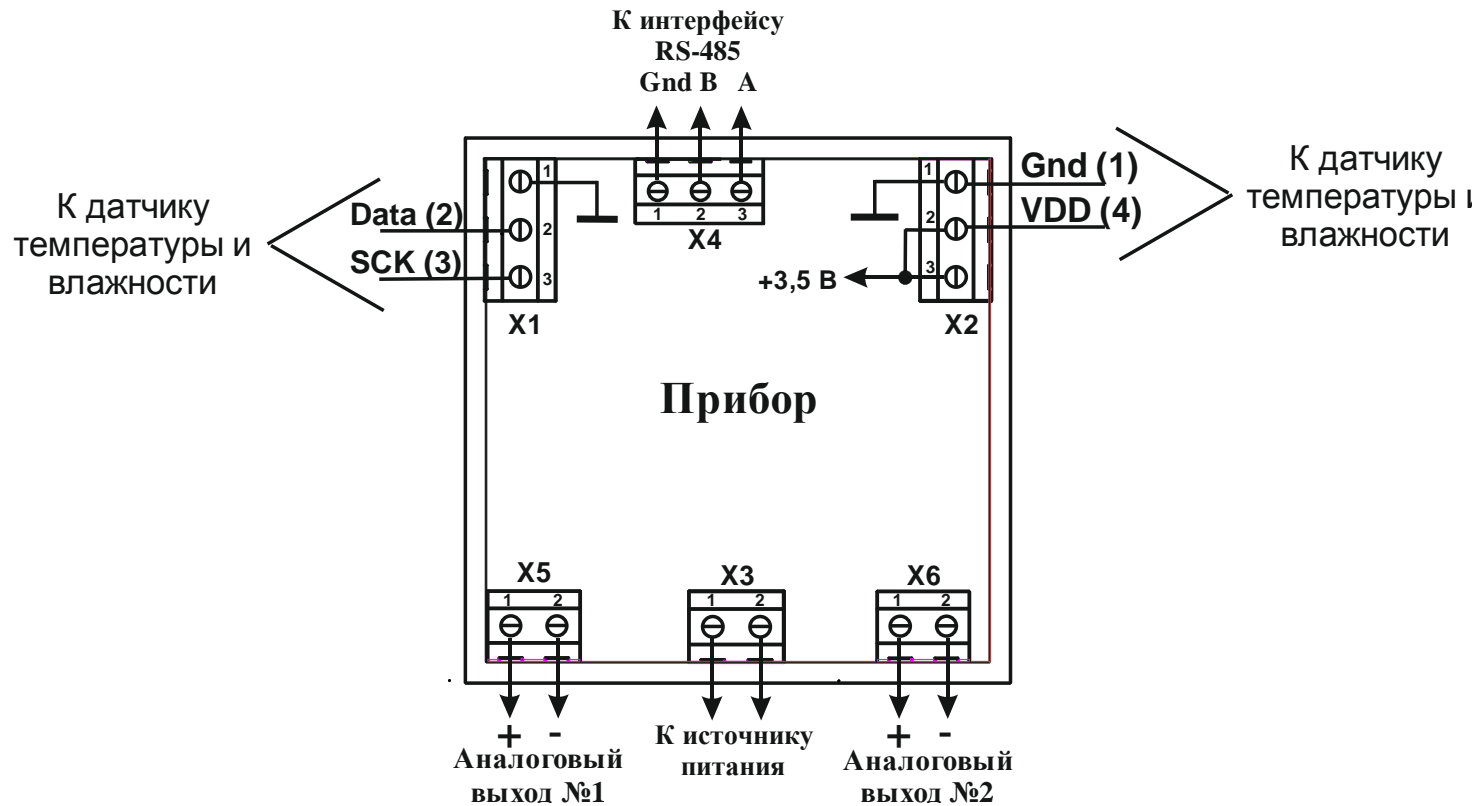 К интерфейсу
RS-485
Gnd B A
К датчику
температуры и
влажности
Data (2)
SCK (3)
1
2
3
X1
1 2 3
X4
1
2
3
X2
+3,5 В
Gnd (1)
VDD (4)
К датчику
температуры и
влажности
Прибор
X5
1 2
X3
1 2
X6
1 2
+ -
Аналоговый
выход №1
К источнику
питания
+ -
Аналоговый
выход №2